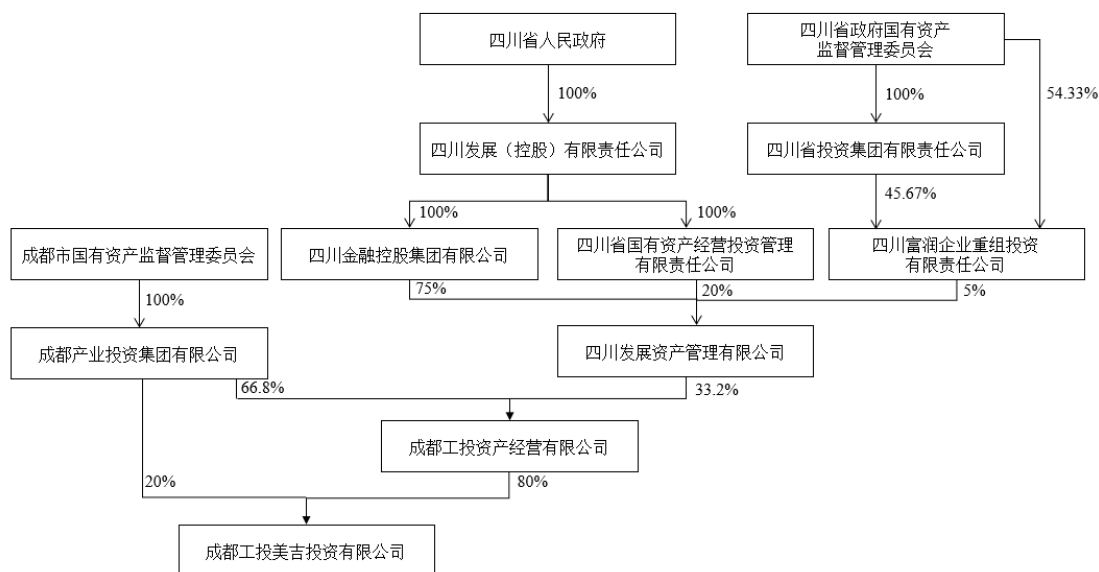 四川省人民政府
四川省政府国有资产
监督管理委员会
100%
100%
54.33%
四川发展（控股）有限责任公司
四川省投资集团有限责任公司
45.67%
100%
100%
成都市国有资产监督管理委员会
四川金融控股集团有限公司
四川省国有资产经营投资管理
有限责任公司
四川富润企业重组投资
有限责任公司
75%
20%
5%
100%
成都产业投资集团有限公司
四川发展资产管理有限公司
66.8%
33.2%
成都工投资产经营有限公司
20%
80%
成都工投美吉投资有限公司